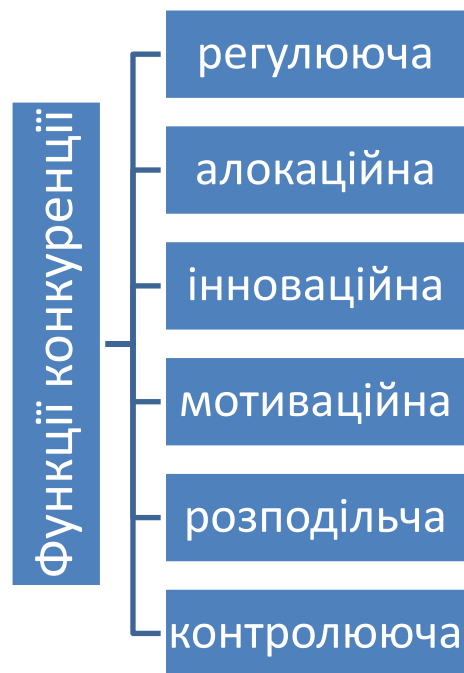 Функції конкуренції
регулююча
алокаційна
інноваційна
мотиваційна
розподільча
контролююча